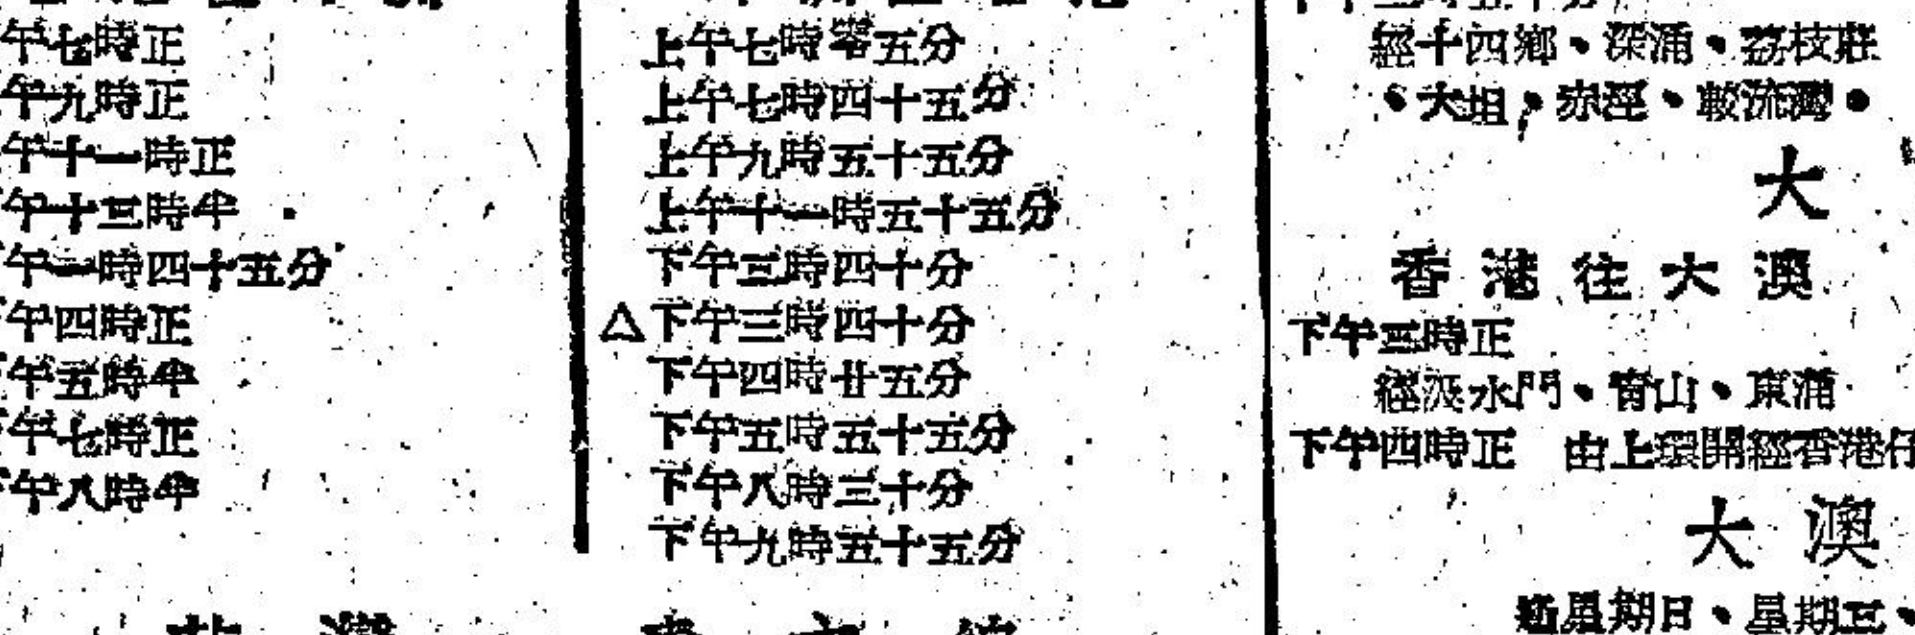 午七時正
午九時正
午十一時正
午十二時半
午一時四十五分
午四時正
午五時半
午七時正
午八時半
上午七時零五分
上午七時四十五分
上午九時五十五分
上午十一時五十五分
下午二時四十分
△下午三時四十分
下午四時廿五分
下午五時五十五分
下午八時三十分
下午九時五十五分
經十四鄉、深涌、荔枝莊
、大坦、赤徑、較流灣。
大
香港往大澳
下午三時正
經汲水門、青山、東涌
下午四時正 由上環開經香港仔
大澳
逢星期日、星期三、